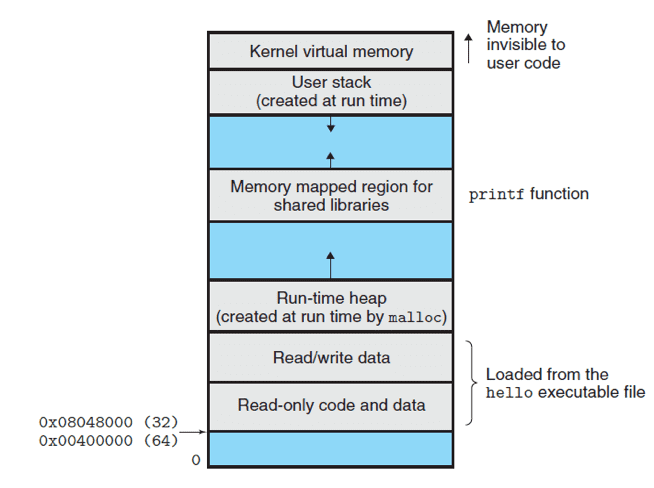 Memory
invisible to
user code
Kernel virtual memory
User stack
(created at run time)
Memory mapped region for
shared libraries
printf function
Run-time heap
(created at run time by malloc)
Read/write data
Loaded from the
hello executable file
Read-only code and data
0x08048000 (32)
0x00400000 (64)
0